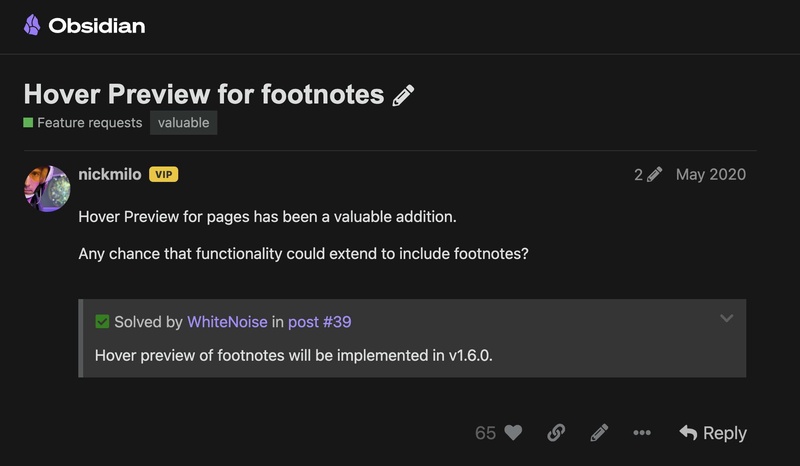 Obsidian
Hover Preview for footnotes
Feature requests valuable
nickmilo VIP 2 May 2020
Hover Preview for pages has been a valuable addition.
Any chance that functionality could extend to include footnotes?
Solved by WhiteNoise in post #39
Hover preview of footnotes will be implemented in v1.6.0.
65 Reply